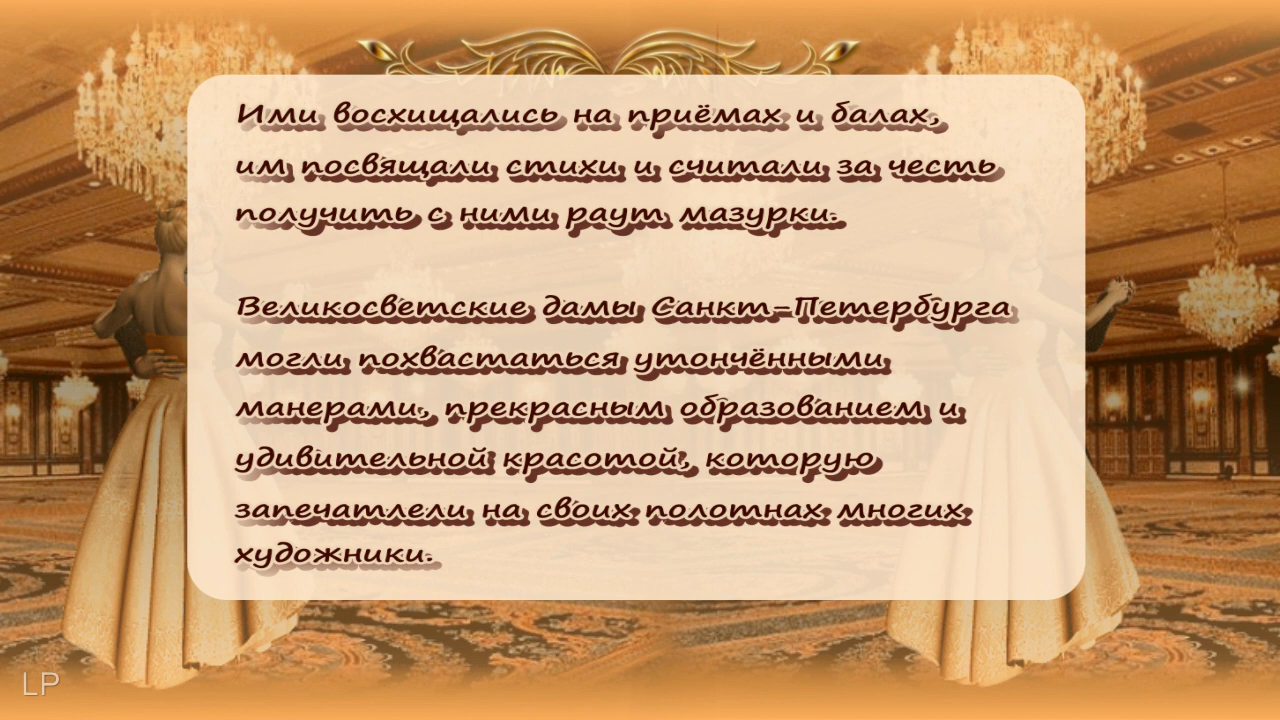 Ими восхищались на приёмах и балах,
им посвящали стихи и считали за честь
получить с ними раут мазурки.
Великосветские дамы Санкт-Петербурга
могли похвастаться утончёнными
манерами, прекрасным образованием и
удивительной красотой, которую
запечатлели на своих полотнах многих
художники.
LP